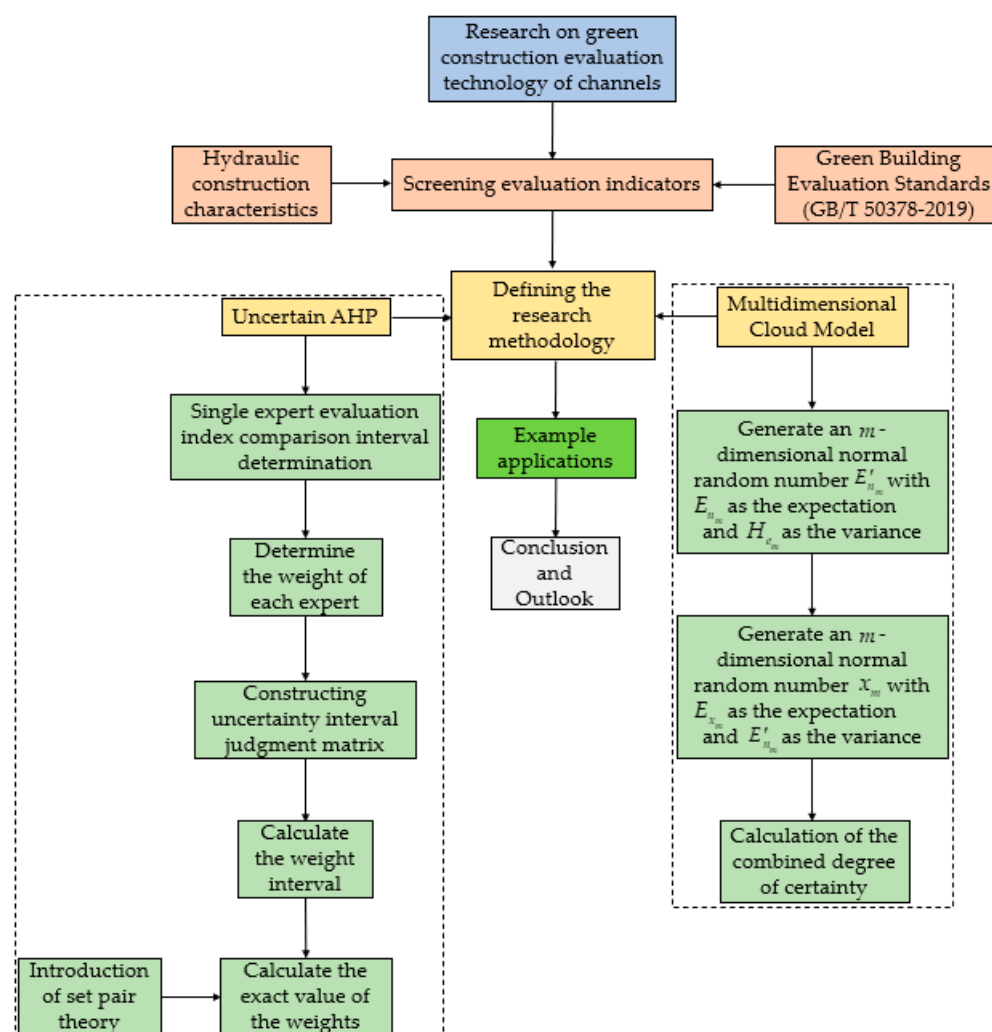 Research on green
construction evaluation
technology of channels
Hydraulic
construction
characteristics
Screening evaluation indicators
Green Building
Evaluation Standards
(GB/T 50378-2019)
Uncertain AHP
Defining the
research
methodology
Multidimensional
Cloud Model
Single expert evaluation
index comparison interval
determination
Example
applications
Generate an m-
dimensional normal
random number E′ₙₘ with
Eₙₘ as the expectation
and Hₑₘ as the variance
Determine
the weight of
each expert
Conclusion
and
Outlook
Constructing
uncertainty interval
judgment matrix
Generate an m-
dimensional normal
random number xₘ with
Eₓₘ as the expectation
and E′ₙₘ as the variance
Calculate
the weight
interval
Calculation of the
combined degree
of certainty
Introduction
of set pair
theory
Calculate the
exact value of
the weights